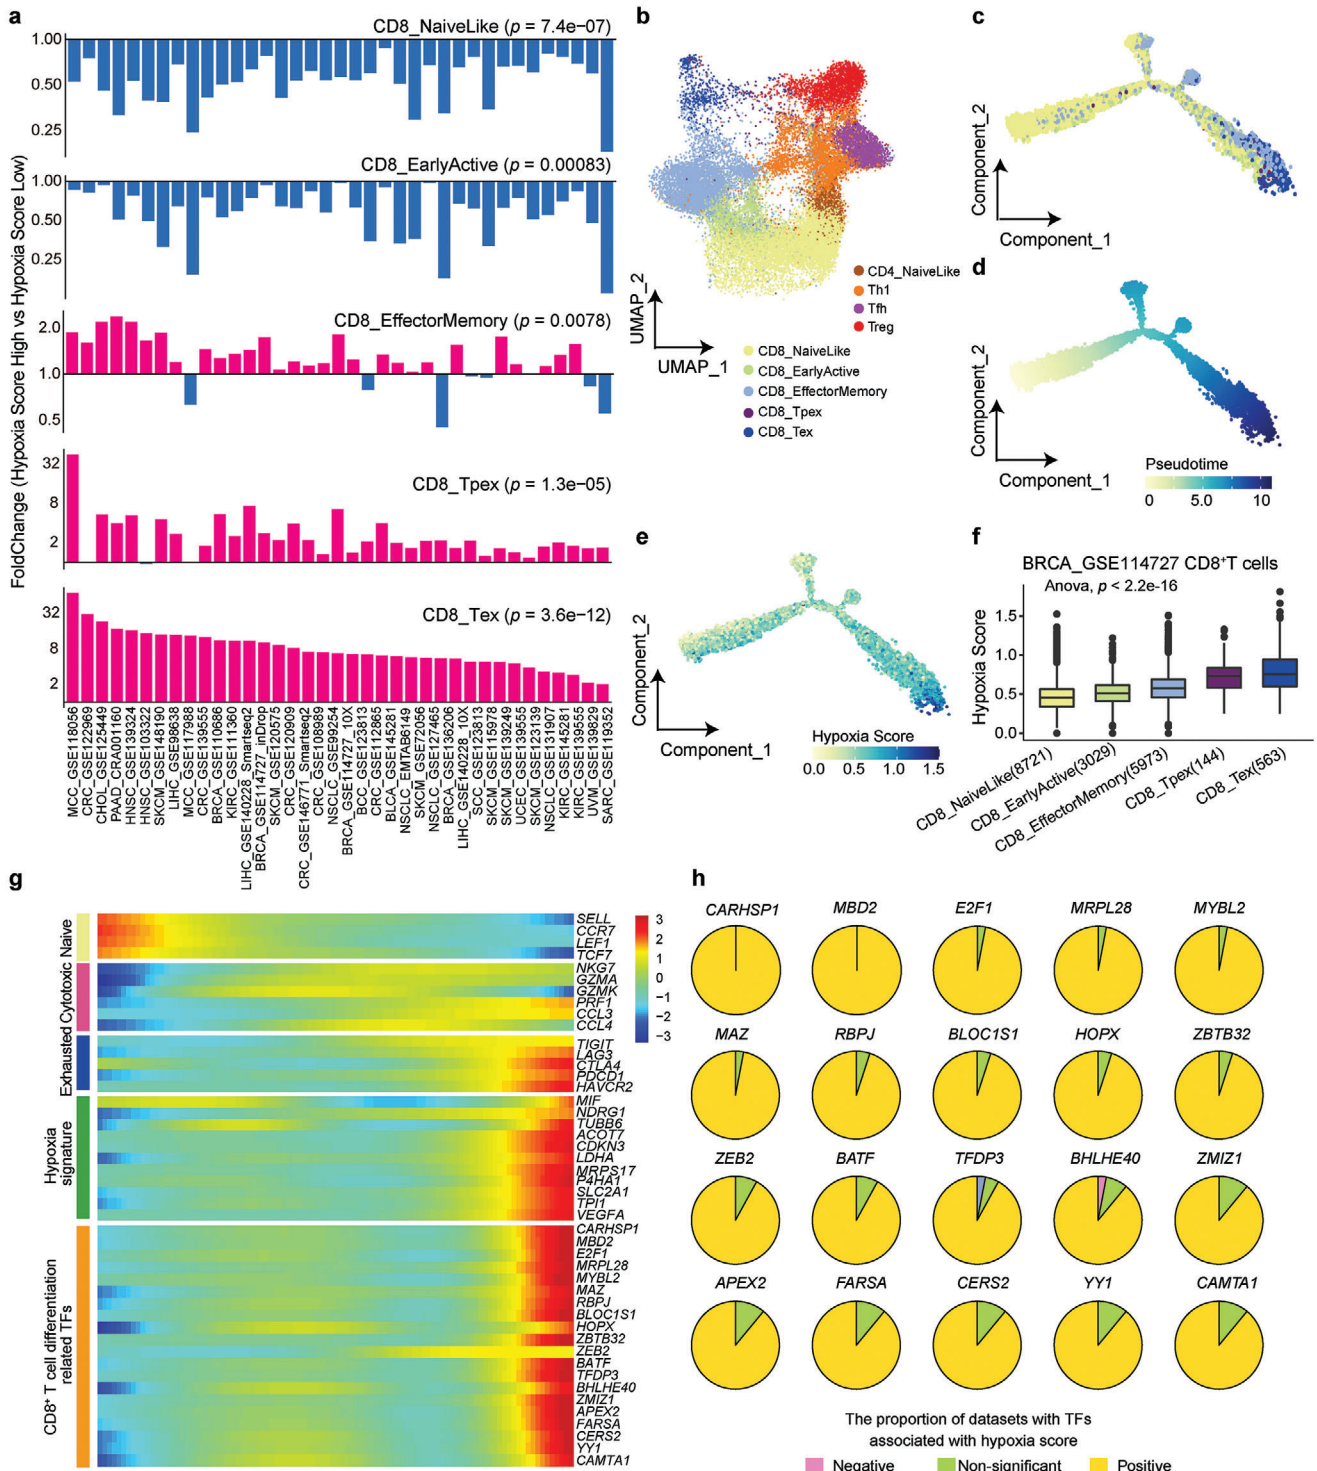 a
FoldChange (Hypoxia Score High vs Hypoxia Score Low)
CD8_NaiveLike (p = 7.4e−07)
1.00
0.50
0.25
CD8_EarlyActive (p = 0.00083)
1.00
0.50
0.25
CD8_EffectorMemory (p = 0.0078)
2.0
1.0
0.5
CD8_Tpex (p = 1.3e−05)
32
8
2
CD8_Tex (p = 3.6e−12)
32
8
2
MCC_GSE118056
CRC_GSE122969
CHOL_GSE125449
PAAD_CRA001160
HNSC_GSE139324
HNSC_GSE103322
SKCM_GSE148190
LIHC_GSE98638
MCC_GSE117988
CRC_GSE139555
BRCA_GSE110686
KIRC_GSE111360
LIHC_GSE140228_Smartseq2
BRCA_GSE114727_inDrop
SKCM_GSE120575
CRC_GSE120909
CRC_GSE146771_Smartseq2
CRC_GSE108989
NSCLC_GSE99254
BRCA_GSE114727_10X
BCC_GSE123813
CRC_GSE112865
BLCA_GSE145281
NSCLC_EMTAB6149
SKCM_GSE72056
NSCLC_GSE127465
BRCA_GSE136206
LIHC_GSE140228_10X
SCC_GSE123813
SKCM_GSE115978
SKCM_GSE139249
UCEC_GSE139555
SKCM_GSE123139
NSCLC_GSE131907
KIRC_GSE145281
KIRC_GSE139555
UVM_GSE139829
SARC_GSE119352
b
UMAP_2
UMAP_1
CD4_NaiveLike
Th1
Tfh
Treg
CD8_NaiveLike
CD8_EarlyActive
CD8_EffectorMemory
CD8_Tpex
CD8_Tex
c
Component_2
Component_1
d
Component_2
Component_1
Pseudotime
0 5.0 10
e
Component_2
Component_1
Hypoxia Score
0.0 0.5 1.0 1.5
f
BRCA_GSE114727 CD8+T cells
Anova, p < 2.2e-16
Hypoxia Score
1.5
1.0
0.5
0.0
CD8_NaiveLike(8721)
CD8_EarlyActive(3029)
CD8_EffectorMemory(5973)
CD8_Tpex(144)
CD8_Tex(563)
g
Naive
SELL
CCR7
LEF1
TCF7
Cytotoxic
NKG7
GZMA
GZMK
PRF1
CCL3
CCL4
Exhausted
TIGIT
LAG3
CTLA4
PDCD1
HAVCR2
Hypoxia
signature
MIF
NDRG1
TUBB6
ACOT7
CDKN3
LDHA
MRPS17
P4HA1
SLC2A1
TPI1
VEGFA
CD8+ T cell differentiation
related TFs
CARHSP1
MBD2
E2F1
MRPL28
MYBL2
MAZ
RBPJ
BLOC1S1
HOPX
ZBTB32
ZEB2
BATF
TFDP3
BHLHE40
ZMIZ1
APEX2
FARSA
CERS2
YY1
CAMTA1
3
2
1
0
−1
−2
−3
h
CARHSP1 MBD2 E2F1 MRPL28 MYBL2
MAZ RBPJ BLOC1S1 HOPX ZBTB32
ZEB2 BATF TFDP3 BHLHE40 ZMIZ1
APEX2 FARSA CERS2 YY1 CAMTA1
The proportion of datasets with TFs
associated with hypoxia score
Negative Non-significant Positive